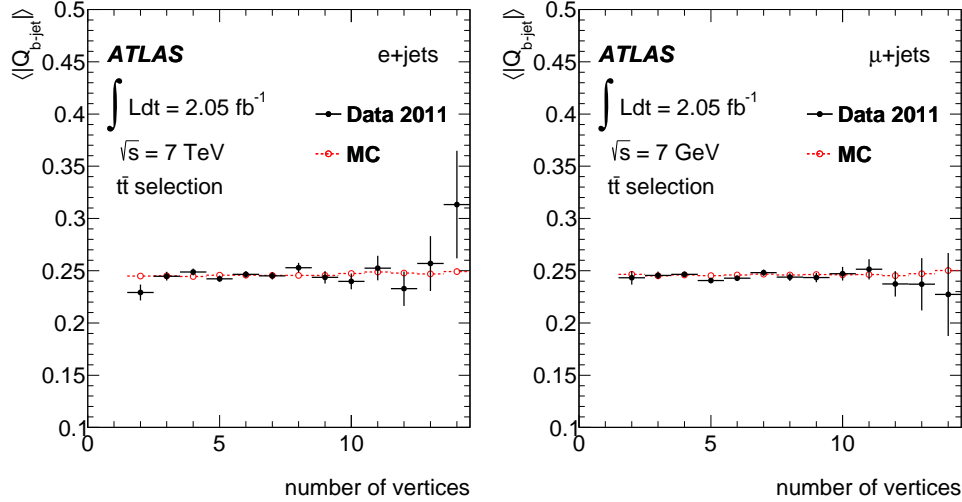 ⟨|Q_b-jet|⟩
0.5
0.45
0.4
0.35
0.3
0.25
0.2
0.15
0.1
0 5 10
number of vertices
ATLAS e+jets
∫ Ldt = 2.05 fb⁻¹
√s = 7 TeV
tt̄ selection
Data 2011
MC
⟨|Q_b-jet|⟩
0.5
0.45
0.4
0.35
0.3
0.25
0.2
0.15
0.1
0 5 10
number of vertices
ATLAS μ+jets
∫ Ldt = 2.05 fb⁻¹
√s = 7 GeV
tt̄ selection
Data 2011
MC